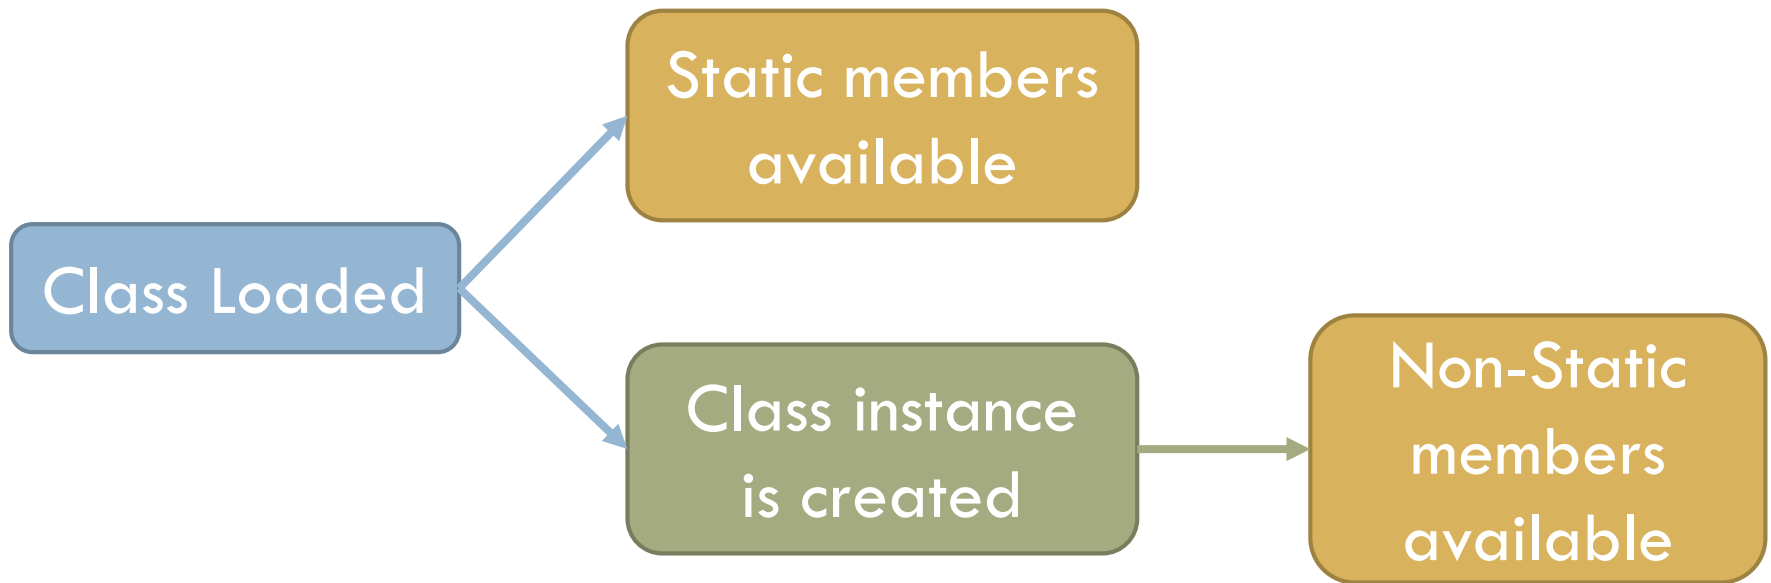 Static members
available
Class Loaded
Class instance
is created
Non-Static
members
available